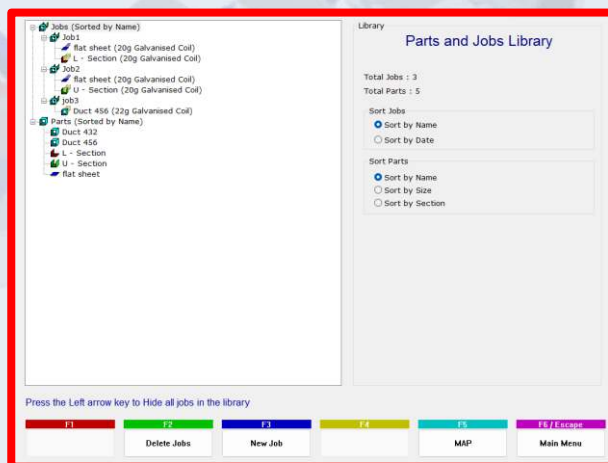 Jobs (Sorted by Name)
Job1
flat sheet (20g Galvanised Coil)
L - Section (20g Galvanised Coil)
Job2
flat sheet (20g Galvanised Coil)
U - Section (20g Galvanised Coil)
job3
Duct 456 (22g Galvanised Coil)
Parts (Sorted by Name)
Duct 432
Duct 456
L - Section
U - Section
flat sheet
Library
Parts and Jobs Library
Total Jobs : 3
Total Parts : 5
Sort Jobs
Sort by Name
Sort by Date
Sort Parts
Sort by Name
Sort by Size
Sort by Section
Press the Left arrow key to Hide all jobs in the library
F1
F2
Delete Jobs
F3
New Job
F4
F5
MAP
F6 / Escape
Main Menu